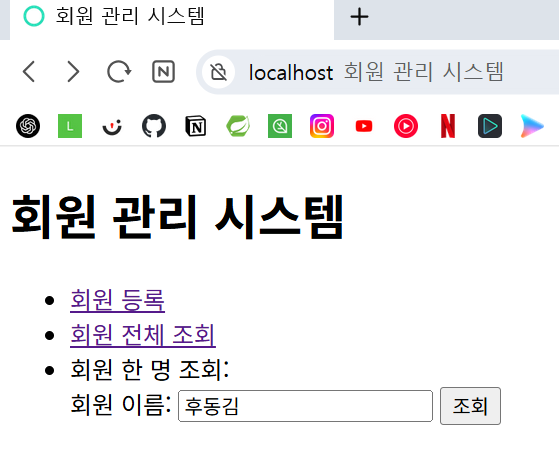 회원 관리 시스템
localhost 회원 관리 시스템
L
회원 관리 시스템
회원 등록
회원 전체 조회
회원 한 명 조회:
회원 이름: 후동김 조회